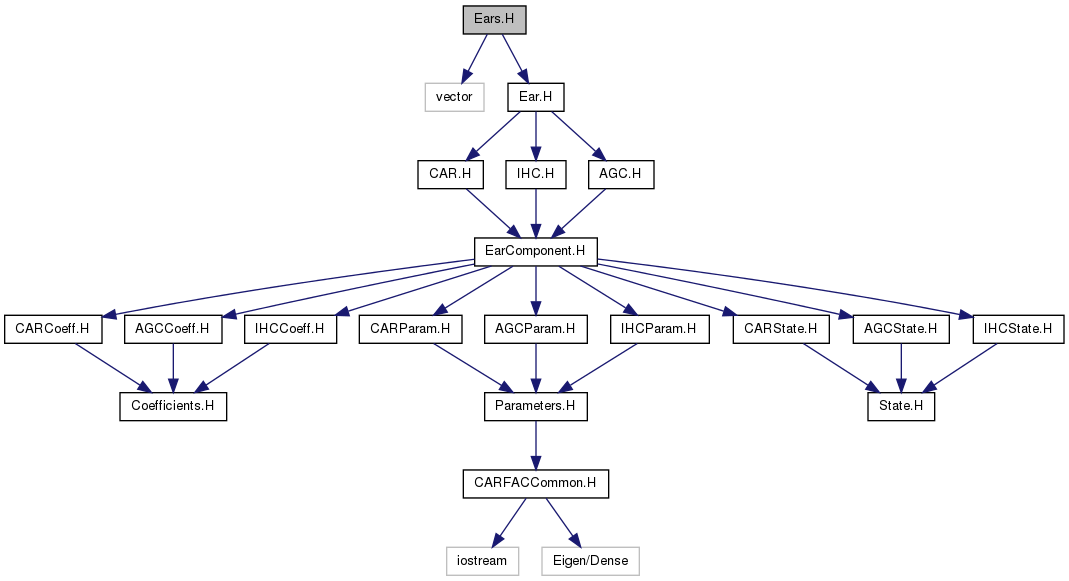 Ears.H
vector
Ear.H
CAR.H
IHC.H
AGC.H
EarComponent.H
CARCoeff.H
AGCCoeff.H
IHCCoeff.H
CARParam.H
AGCParam.H
IHCParam.H
CARState.H
AGCState.H
IHCState.H
Coefficients.H
Parameters.H
State.H
CARFACCommon.H
iostream
Eigen/Dense